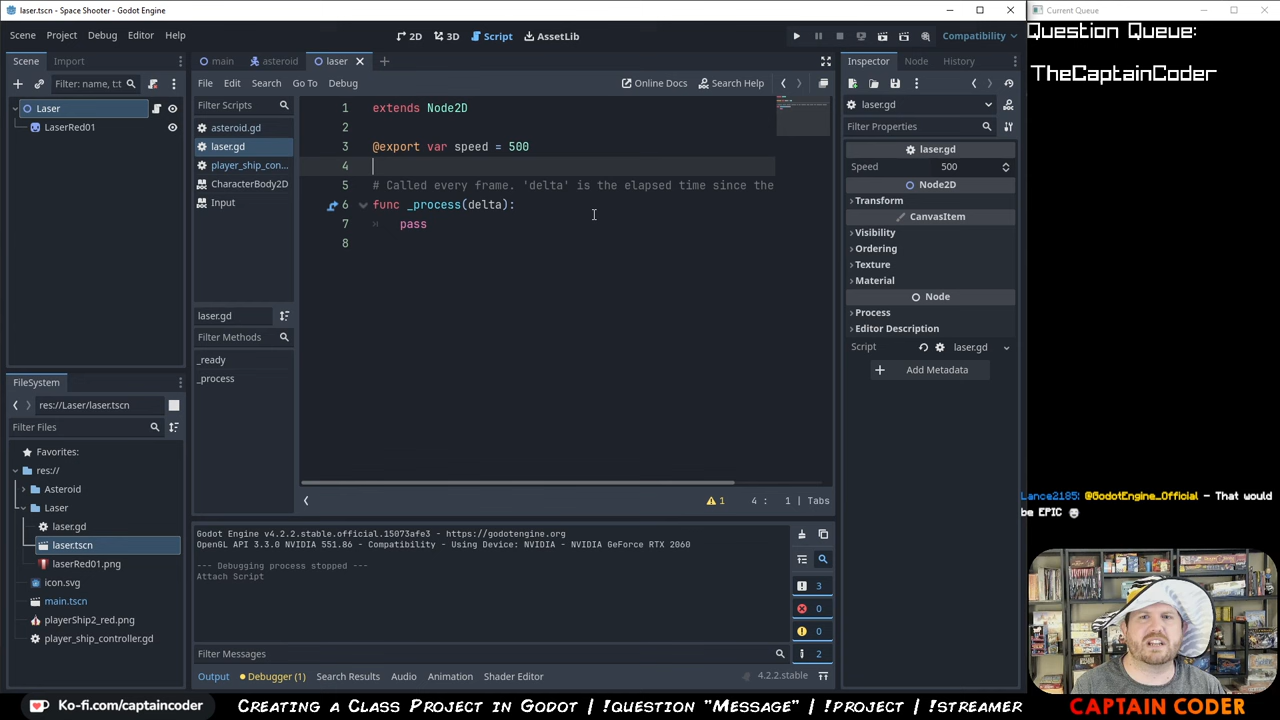 laser.tscn - Space Shooter - Godot Engine
Current Queue
Scene Project Debug Editor Help
2D 3D Script AssetLib
Compatibility
Question Queue:
TheCaptainCoder
Scene Import
main asteroid laser
Inspector Node History
Filter: name, t:t
File Edit Search Go To Debug
Online Docs Search Help
Filter Scripts
laser.gd
Filter Properties
Laser
LaserRed01
asteroid.gd
laser.gd
player_ship_con...
CharacterBody2D
Input
1 extends Node2D
2
3 @export var speed = 500
4
5 # Called every frame. 'delta' is the elapsed time since the
6 func _process(delta):
7 pass
8
laser.gd
Speed 500
Node2D
Transform
CanvasItem
Visibility
Ordering
Texture
Material
Node
Process
Editor Description
Script laser.gd
Add Metadata
laser.gd
Filter Methods
_ready
_process
FileSystem
res://Laser/laser.tscn
Filter Files
Favorites:
res://
Asteroid
Laser
laser.gd
laser.tscn
laserRed01.png
icon.svg
main.tscn
playerShip2_red.png
player_ship_controller.gd
1 4 : 1 | Tabs
Godot Engine v4.2.2.stable.official.15073afe3 - https://godotengine.org
OpenGL API 3.3.0 NVIDIA 551.86 - Compatibility - Using Device: NVIDIA - NVIDIA GeForce RTX 2060
--- Debugging process stopped ---
Attach Script
3
0
0
2
Filter Messages
Output Debugger (1) Search Results Audio Animation Shader Editor
4.2.2.stable
Lance2185: @GodotEngine_Official - That would
be EPIC
Ko-fi.com/captaincoder
Creating a Class Project in Godot | !question "Message" | !project | !streamer
CAPTAIN CODER